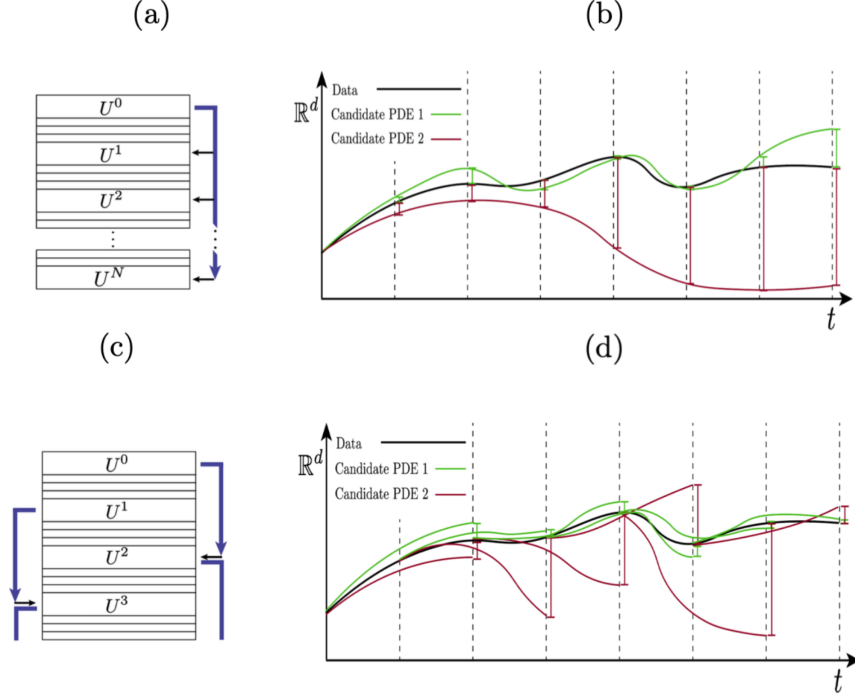 (a)
U^0
U^1
U^2
⋮
⋮
U^N
(b)
ℝ^d
Data
Candidate PDE 1
Candidate PDE 2
t
(c)
U^0
U^1
U^2
U^3
(d)
ℝ^d
Data
Candidate PDE 1
Candidate PDE 2
t